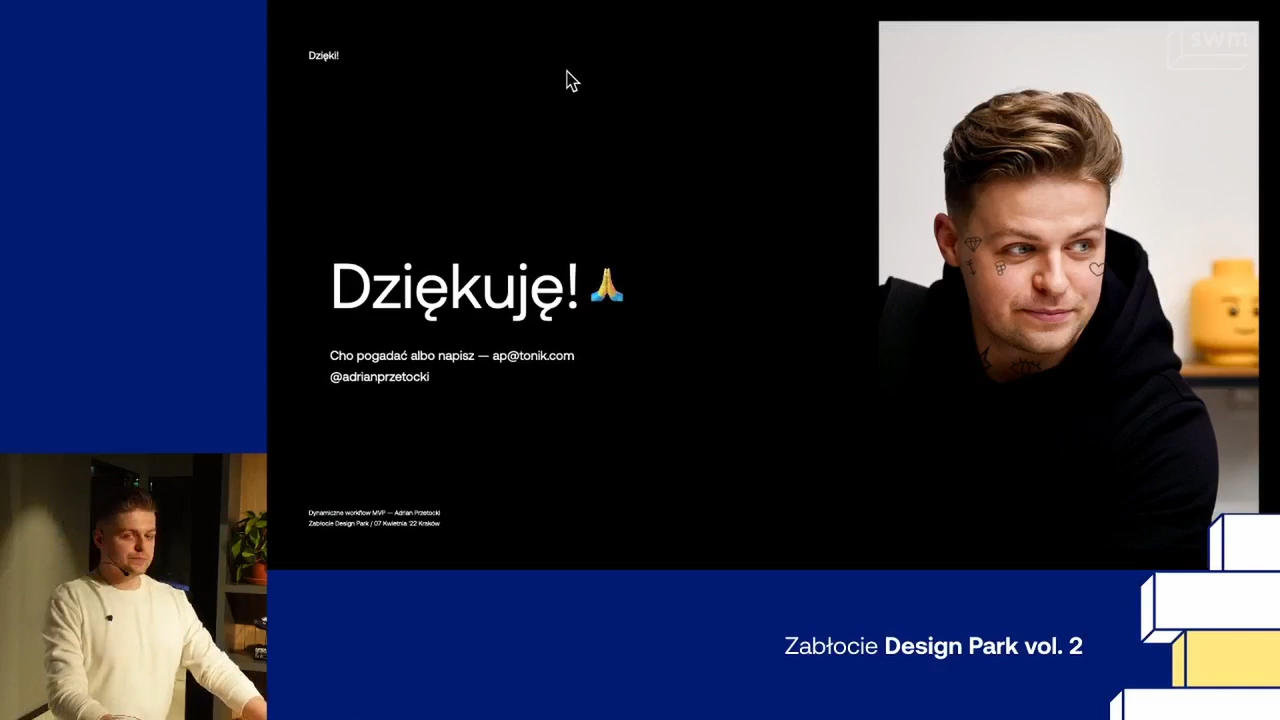 Dzięki!
swm
Dziękuję! 🙏
Cho pogadać albo napisz — ap@tonik.com
@adrianprzetocki
Dynamiczne workflow MVP — Adrian Przetocki
Zabłocie Design Park / 07 Kwietnia '22 Kraków
Zabłocie Design Park vol. 2